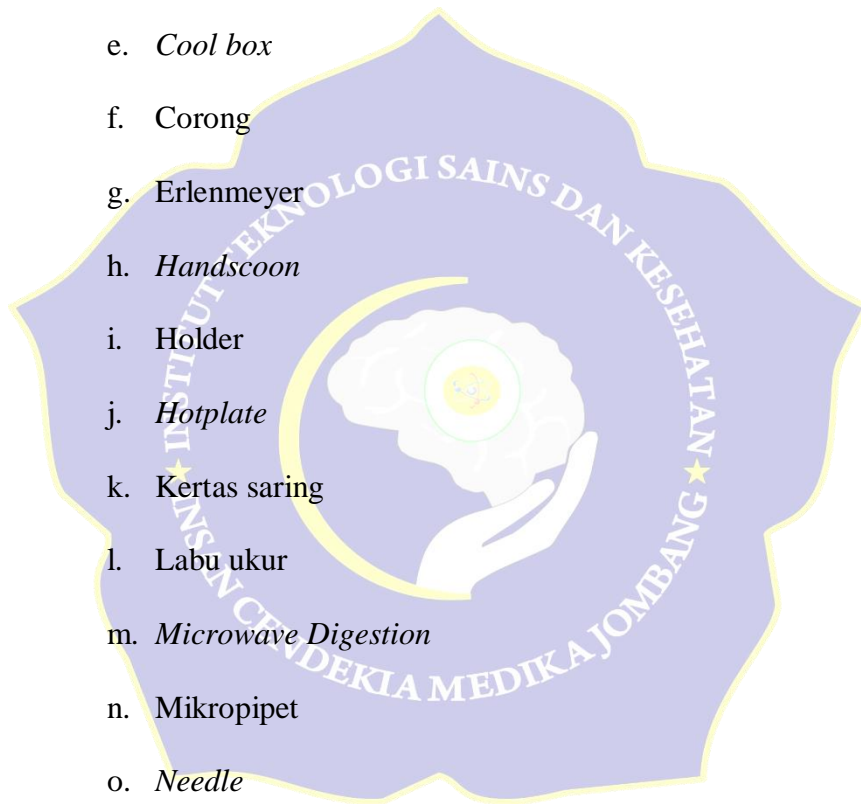 e. Cool box
f. Corong
g. Erlenmeyer
h. Handscoon
i. Holder
j. Hotplate
k. Kertas saring
l. Labu ukur
m. Microwave Digestion
n. Mikropipet
o. Needle
INSTITUT TEKNOLOGI SAINS DAN KESEHATAN
INSAN CENDEKIA MEDIKA JOMBANG